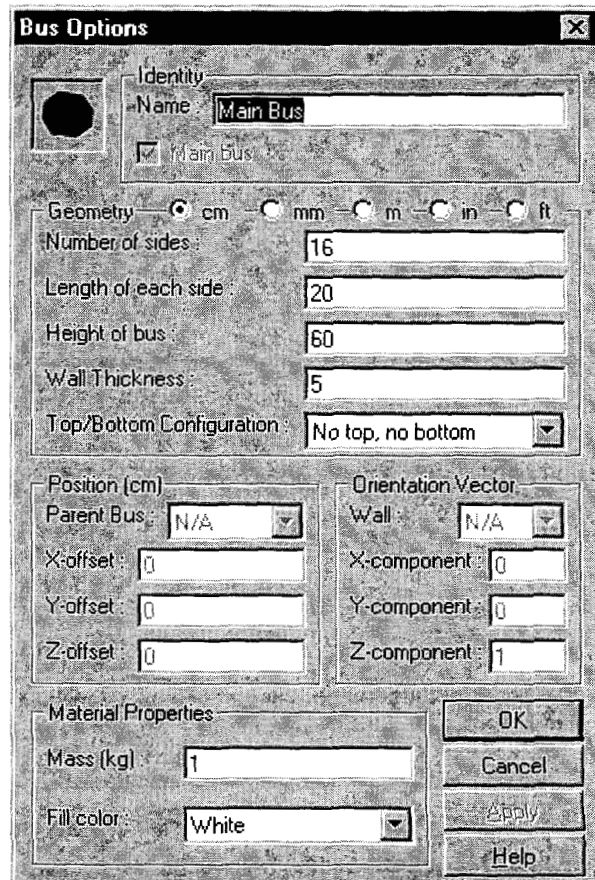 Bus Options
Identity
Name : Main Bus
Main bus
Geometry cm mm m in ft
Number of sides : 16
Length of each side : 20
Height of bus : 60
Wall Thickness : 5
Top/Bottom Configuration : No top, no bottom
Position (cm)
Parent Bus : N/A
X-offset : 0
Y-offset : 0
Z-offset : 0
Orientation Vector
Wall : N/A
X-component : 0
Y-component : 0
Z-component : 1
Material Properties
Mass (kg) 1
Fill color : White
OK
Cancel
Apply
Help